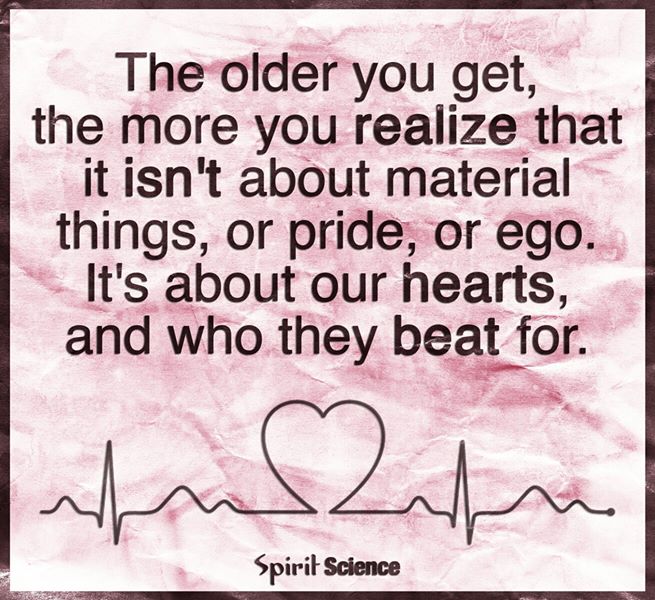 The older you get,
the more you realize that
it isn't about material
things, or pride, or ego.
It's about our hearts,
and who they beat for.
Spirit Science